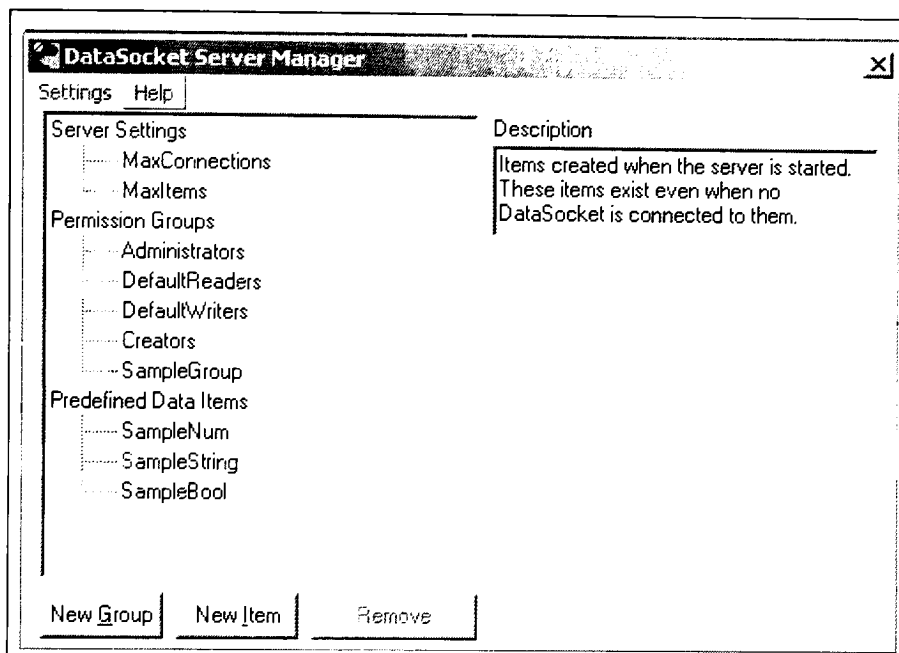 DataSocket Server Manager
Settings Help
Server Settings
MaxConnections
MaxItems
Permission Groups
Administrators
DefaultReaders
DefaultWriters
Creators
SampleGroup
Predefined Data Items
SampleNum
SampleString
SampleBool
Description
Items created when the server is started.
These items exist even when no
DataSocket is connected to them.
New Group New Item Remove